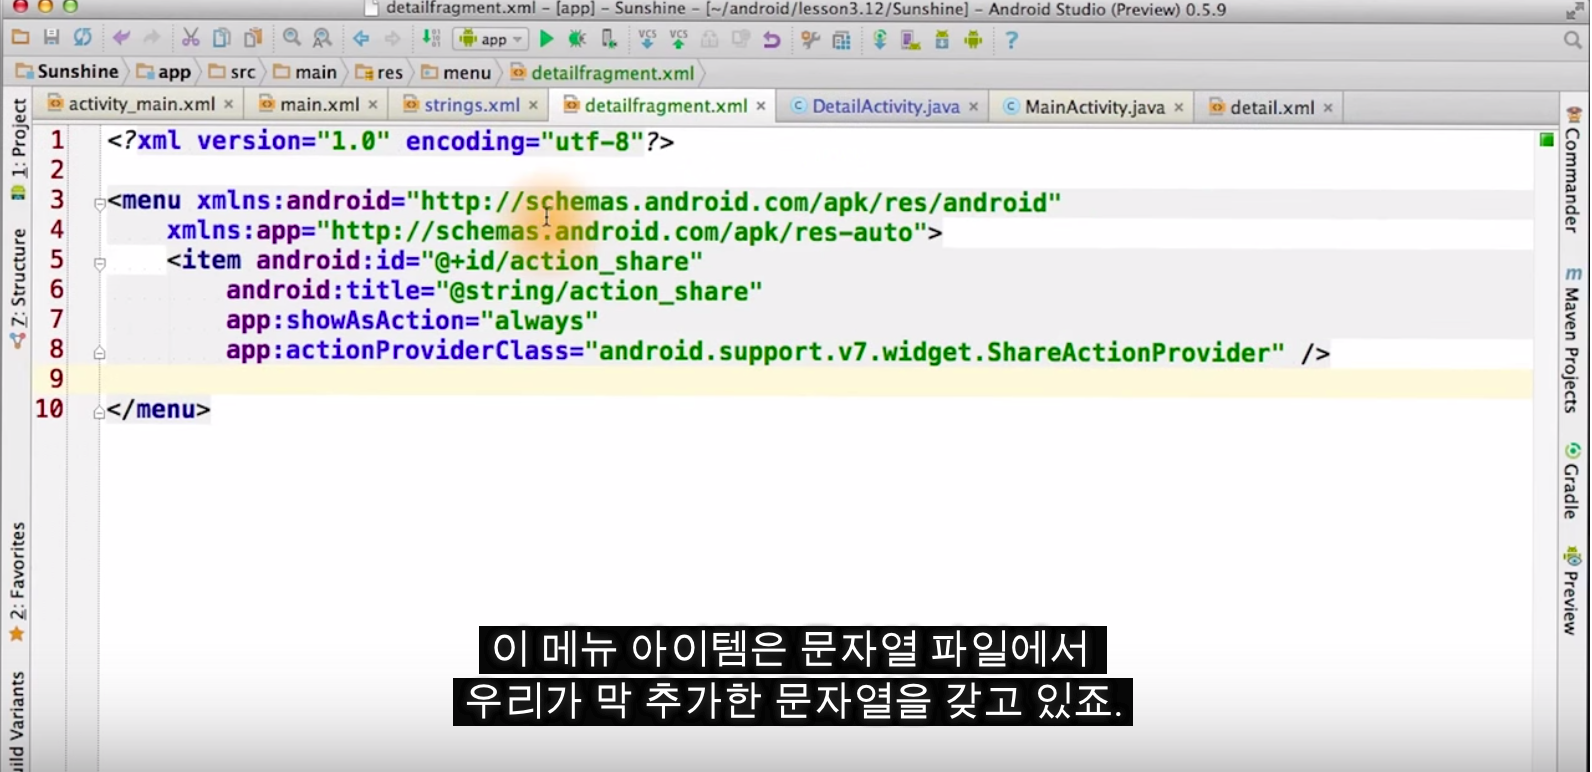 detailfragment.xml – [app] – Sunshine – [~/android/lesson3.12/Sunshine] – Android Studio (Preview) 0.5.9
app
Sunshine app src main res menu detailfragment.xml
activity_main.xml main.xml strings.xml detailfragment.xml DetailActivity.java MainActivity.java detail.xml
1: Project
7: Structure
2: Favorites
uild Variants
1 <?xml version="1.0" encoding="utf-8"?>
2
3 <menu xmlns:android="http://schemas.android.com/apk/res/android"
4 xmlns:app="http://schemas.android.com/apk/res-auto">
5 <item android:id="@+id/action_share"
6 android:title="@string/action_share"
7 app:showAsAction="always"
8 app:actionProviderClass="android.support.v7.widget.ShareActionProvider" />
9
10 </menu>
Commander
m Maven Projects
Gradle
Preview
이 메뉴 아이템은 문자열 파일에서
우리가 막 추가한 문자열을 갖고 있죠.